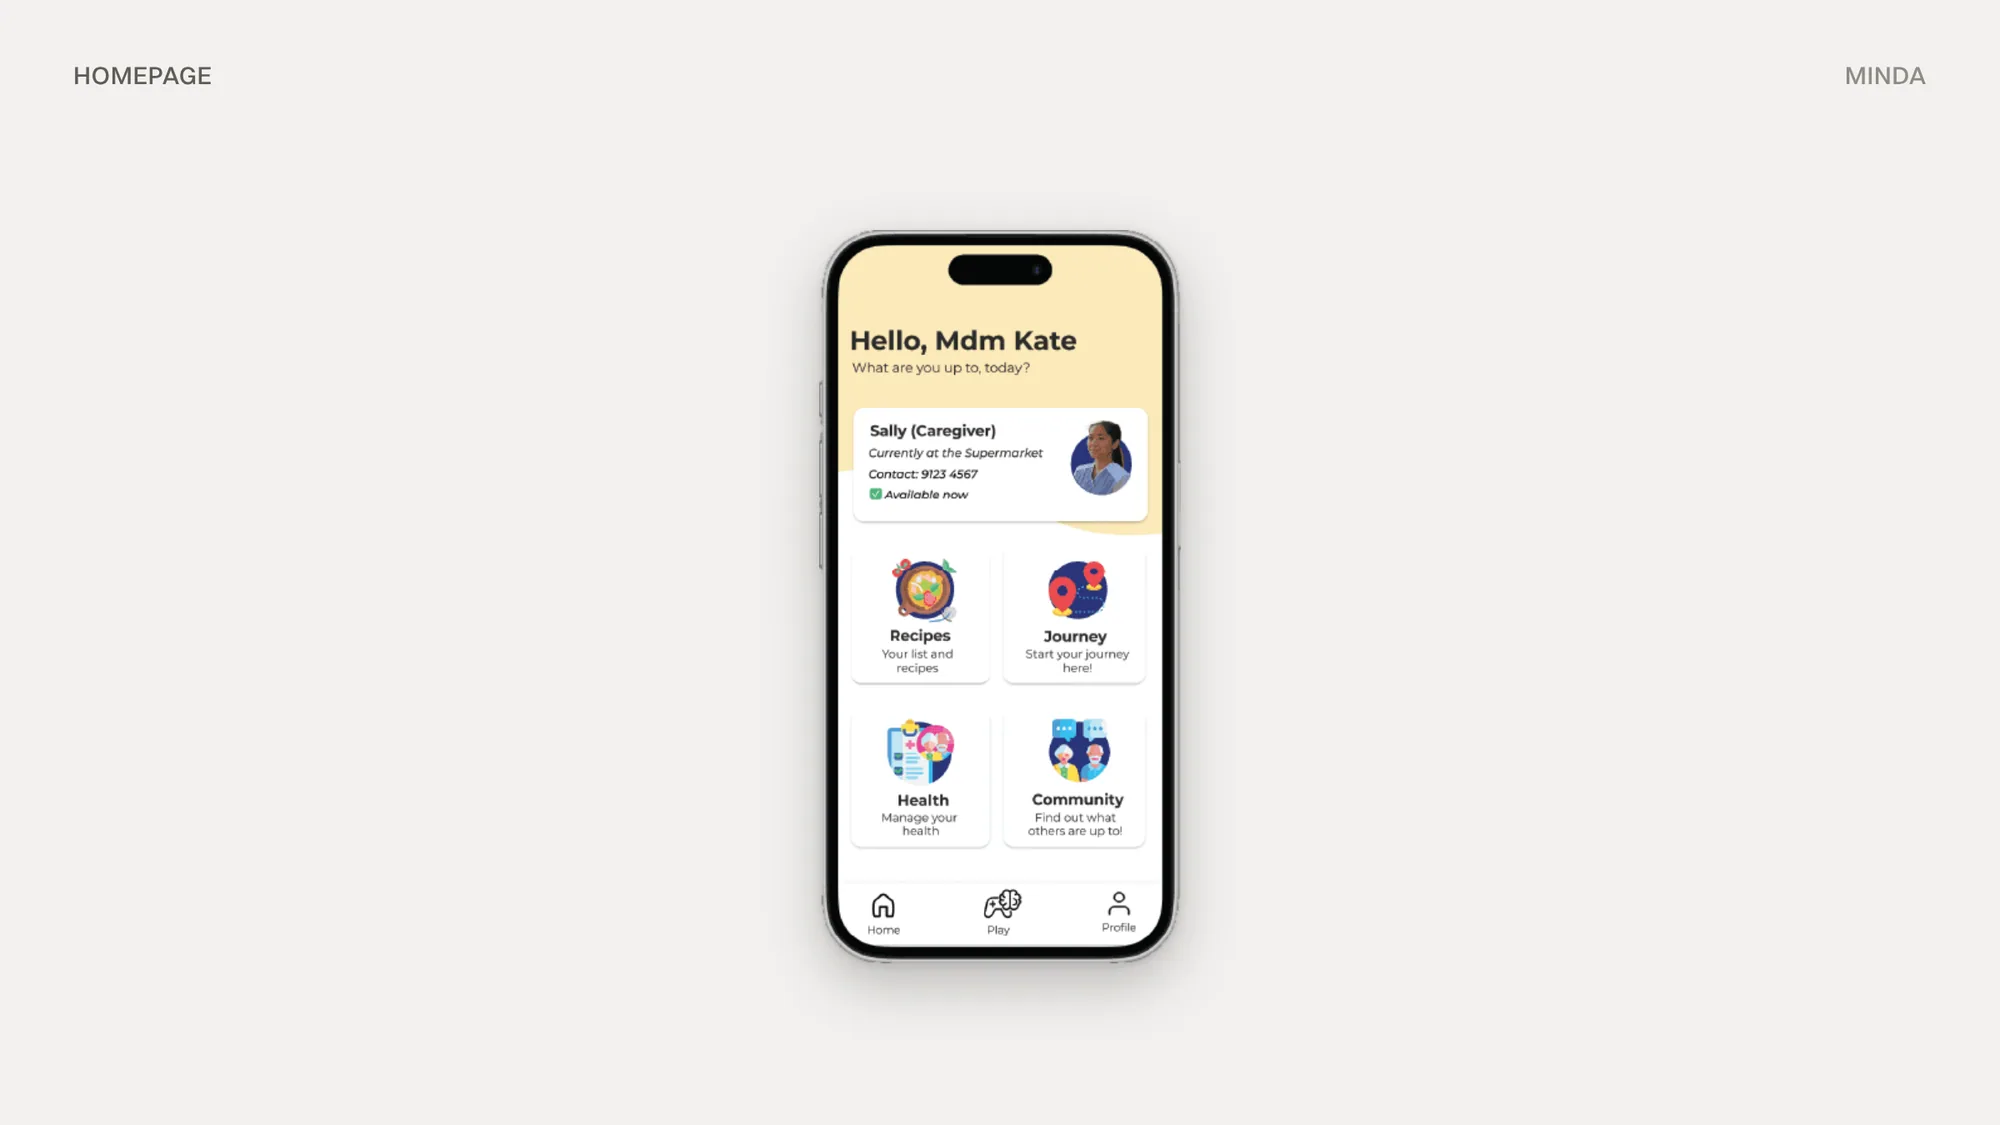 HOMEPAGE
MINDA
Hello, Mdm Kate
What are you up to, today?
Sally (Caregiver)
Currently at the Supermarket
Contact: 9123 4567
Available now
Recipes
Your list and
recipes
Journey
Start your journey
here!
Health
Manage your
health
Community
Find out what
others are up to!
Home
Play
Profile